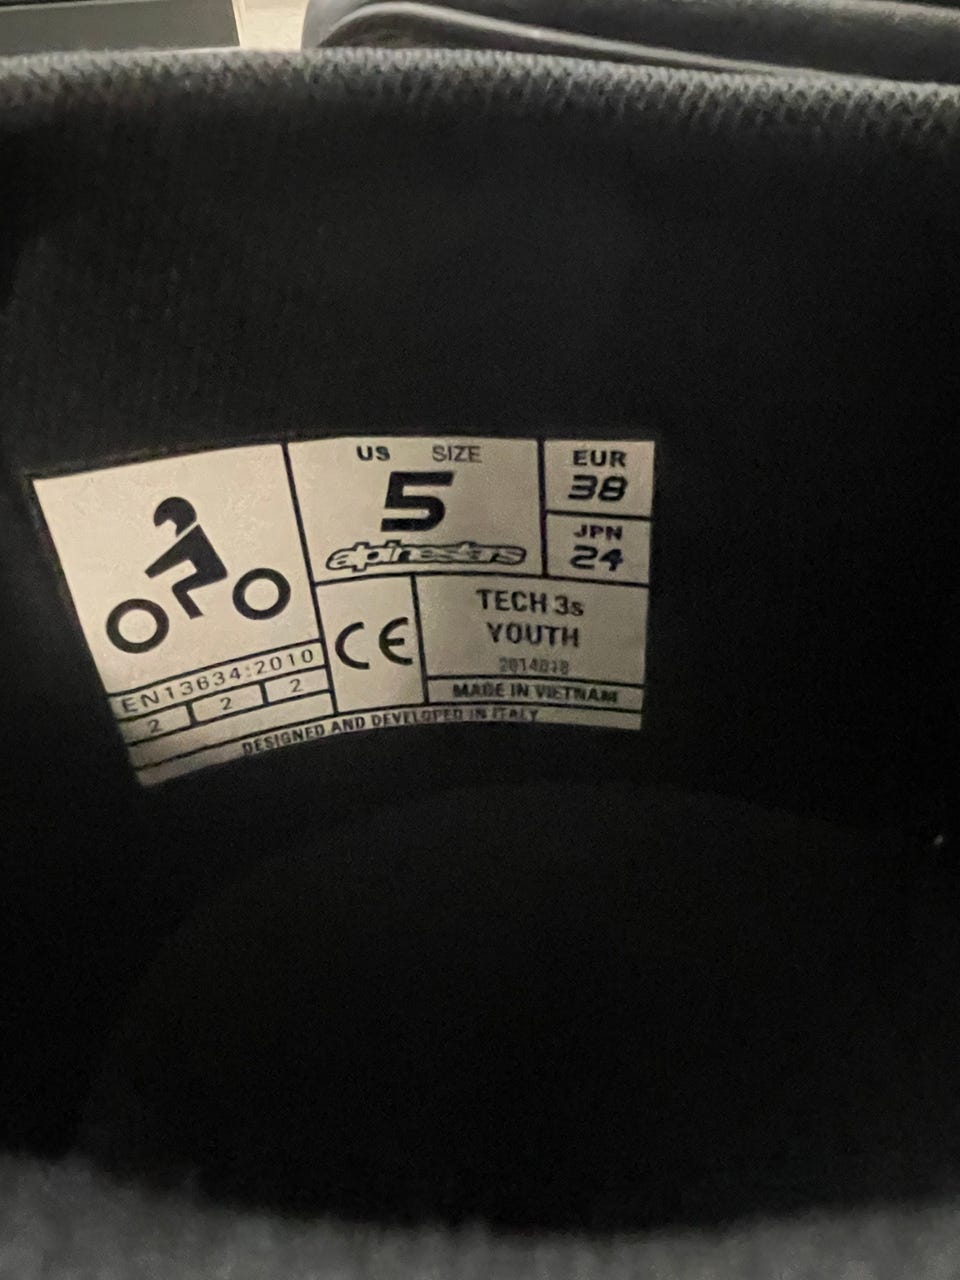 US SIZE
5
alpinestars
EUR
38
JPN
24
CE
TECH 3s
YOUTH
MADE IN VIETNAM
EN13634:2010
2 2 2
DESIGNED AND DEVELOPED IN ITALY